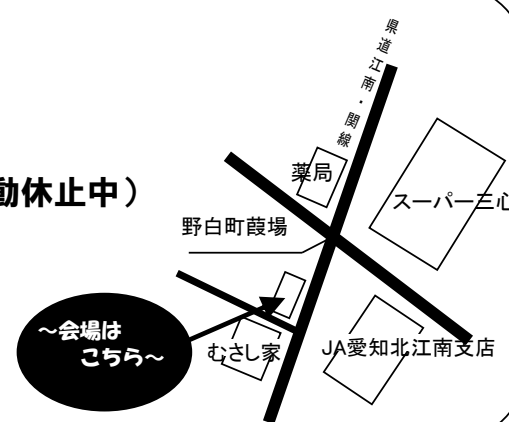 県道江南・関線
動休止中）
薬局
スーパー三心
野白町葭場
～会場は
こちら～
むさし家
JA愛知北江南支店